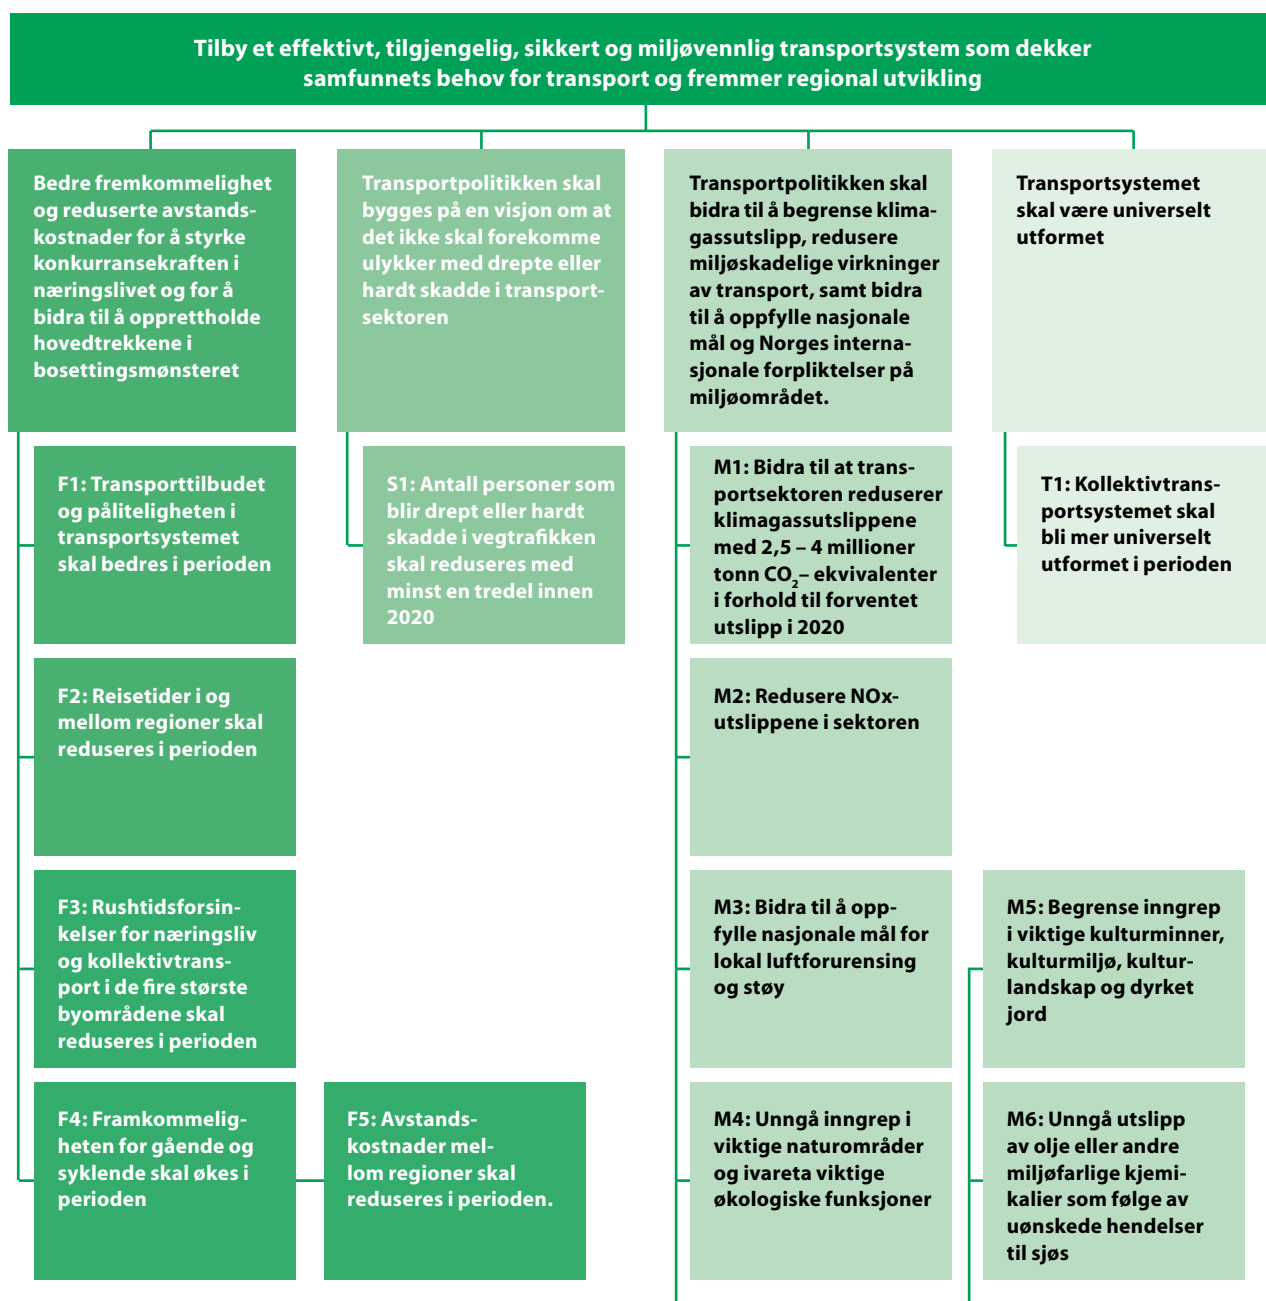 Tilby et effektivt, tilgjengelig, sikkert og miljøvennlig transportsystem som dekker
samfunnets behov for transport og fremmer regional utvikling
Bedre fremkommelighet
og reduserte avstands-
kostnader for å styrke
konkurransekraften i
næringslivet og for å
bidra til å opprettholde
hovedtrekkene i
bosettingsmønsteret
Transportpolitikken skal
bygges på en visjon om at
det ikke skal forekomme
ulykker med drepte eller
hardt skadde i transport-
sektoren
Transportpolitikken skal
bidra til å begrense klima-
gassutslipp, redusere
miljøskadelige virkninger
av transport, samt bidra
til å oppfylle nasjonale
mål og Norges interna-
sjonale forpliktelser på
miljøområdet.
Transportsystemet
skal være universelt
utformet
F1: Transporttilbudet
og påliteligheten i
transportsystemet
skal bedres i perioden
S1: Antall personer som
blir drept eller hardt
skadde i vegtrafikken
skal reduseres med
minst en tredel innen
2020
M1: Bidra til at trans-
portsektoren reduserer
klimagassutslippene
med 2,5 – 4 millioner
tonn CO₂– ekvivalenter
i forhold til forventet
utslipp i 2020
T1: Kollektivtrans-
portsystemet skal
bli mer universelt
utformet i perioden
F2: Reisetider i og
mellom regioner skal
reduseres i perioden
M2: Redusere NOx-
utslippene i sektoren
F3: Rushtidsforsin-
kelser for næringsliv
og kollektivtrans-
port i de fire største
byområdene skal
reduseres i perioden
M3: Bidra til å opp-
fylle nasjonale mål for
lokal luftforurensing
og støy
M5: Begrense inngrep
i viktige kulturminner,
kulturmiljø, kultur-
landskap og dyrket
jord
F4: Framkommelig-
heten for gående og
syklende skal økes i
perioden
F5: Avstands-
kostnader mel-
lom regioner skal
reduseres i perioden.
M4: Unngå inngrep i
viktige naturområder
og ivareta viktige
økologiske funksjoner
M6: Unngå utslipp
av olje eller andre
miljøfarlige kjemi-
kalier som følge av
uønskede hendelser
til sjøs